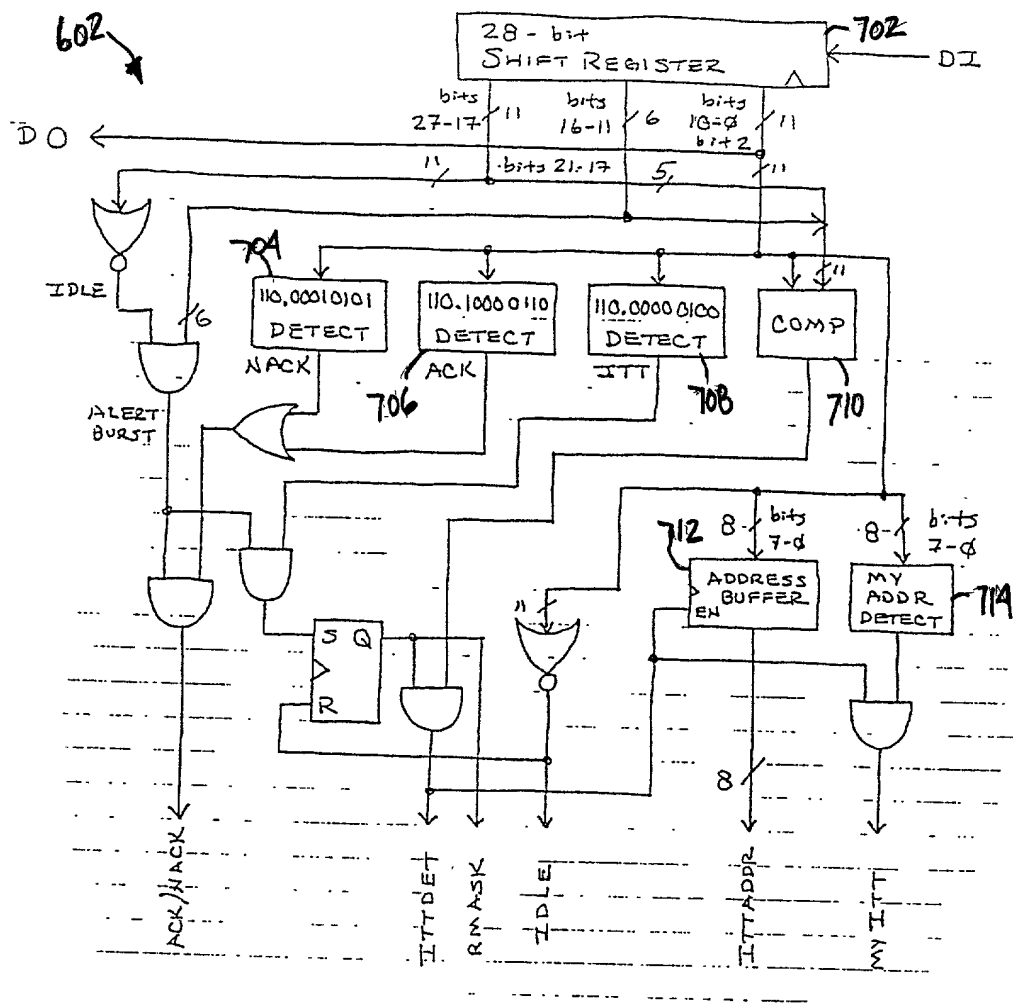 602
28-bit
SHIFT REGISTER
702
DI
bits
27-17
11
bits
16-11
6
bits
10-0
11
bit 2
DO
11
bits 21-17
5
11
IDLE
6
704
110.00010101
DETECT
NACK
110.10000110
DETECT
706
ACK
110.00000100
DETECT
ITT
708
11
COMP
710
ALERT
BURST
8
bits
7-0
8
bits
7-0
712
ADDRESS
BUFFER
EN
MY
ADDR
DETECT
714
11
S Q
R
8
ACK/NACK
ITTDET
RMASK
IDLE
ITTADDR
MY ITT